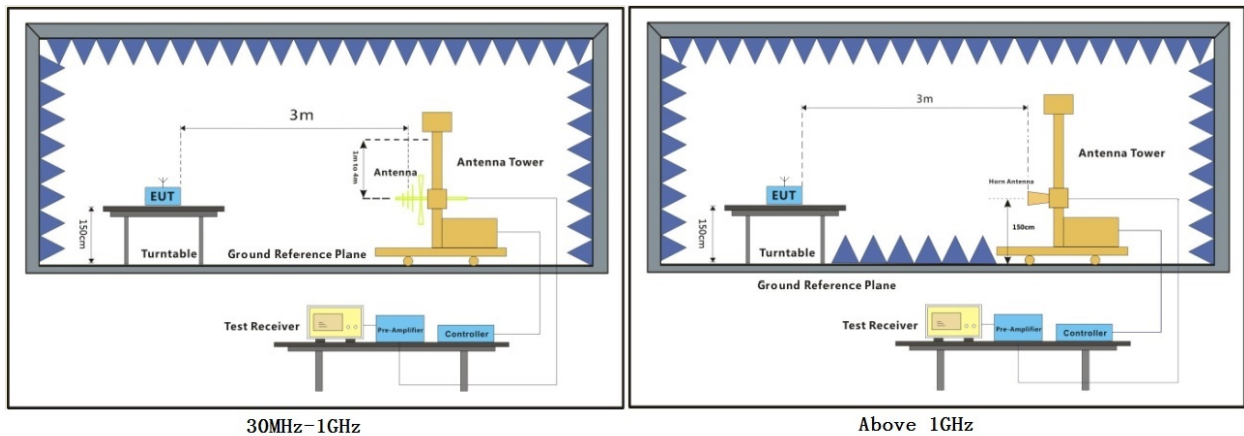 3m
1m to 4m
Antenna
Antenna Tower
EUT
150cm
Turntable
Ground Reference Plane
Test Receiver
Pre-Amplifier
Controller
30MHz-1GHz
3m
Antenna Tower
Horn Antenna
EUT
150cm
150cm
Turntable
Ground Reference Plane
Test Receiver
Pre-Amplifier
Controller
Above 1GHz